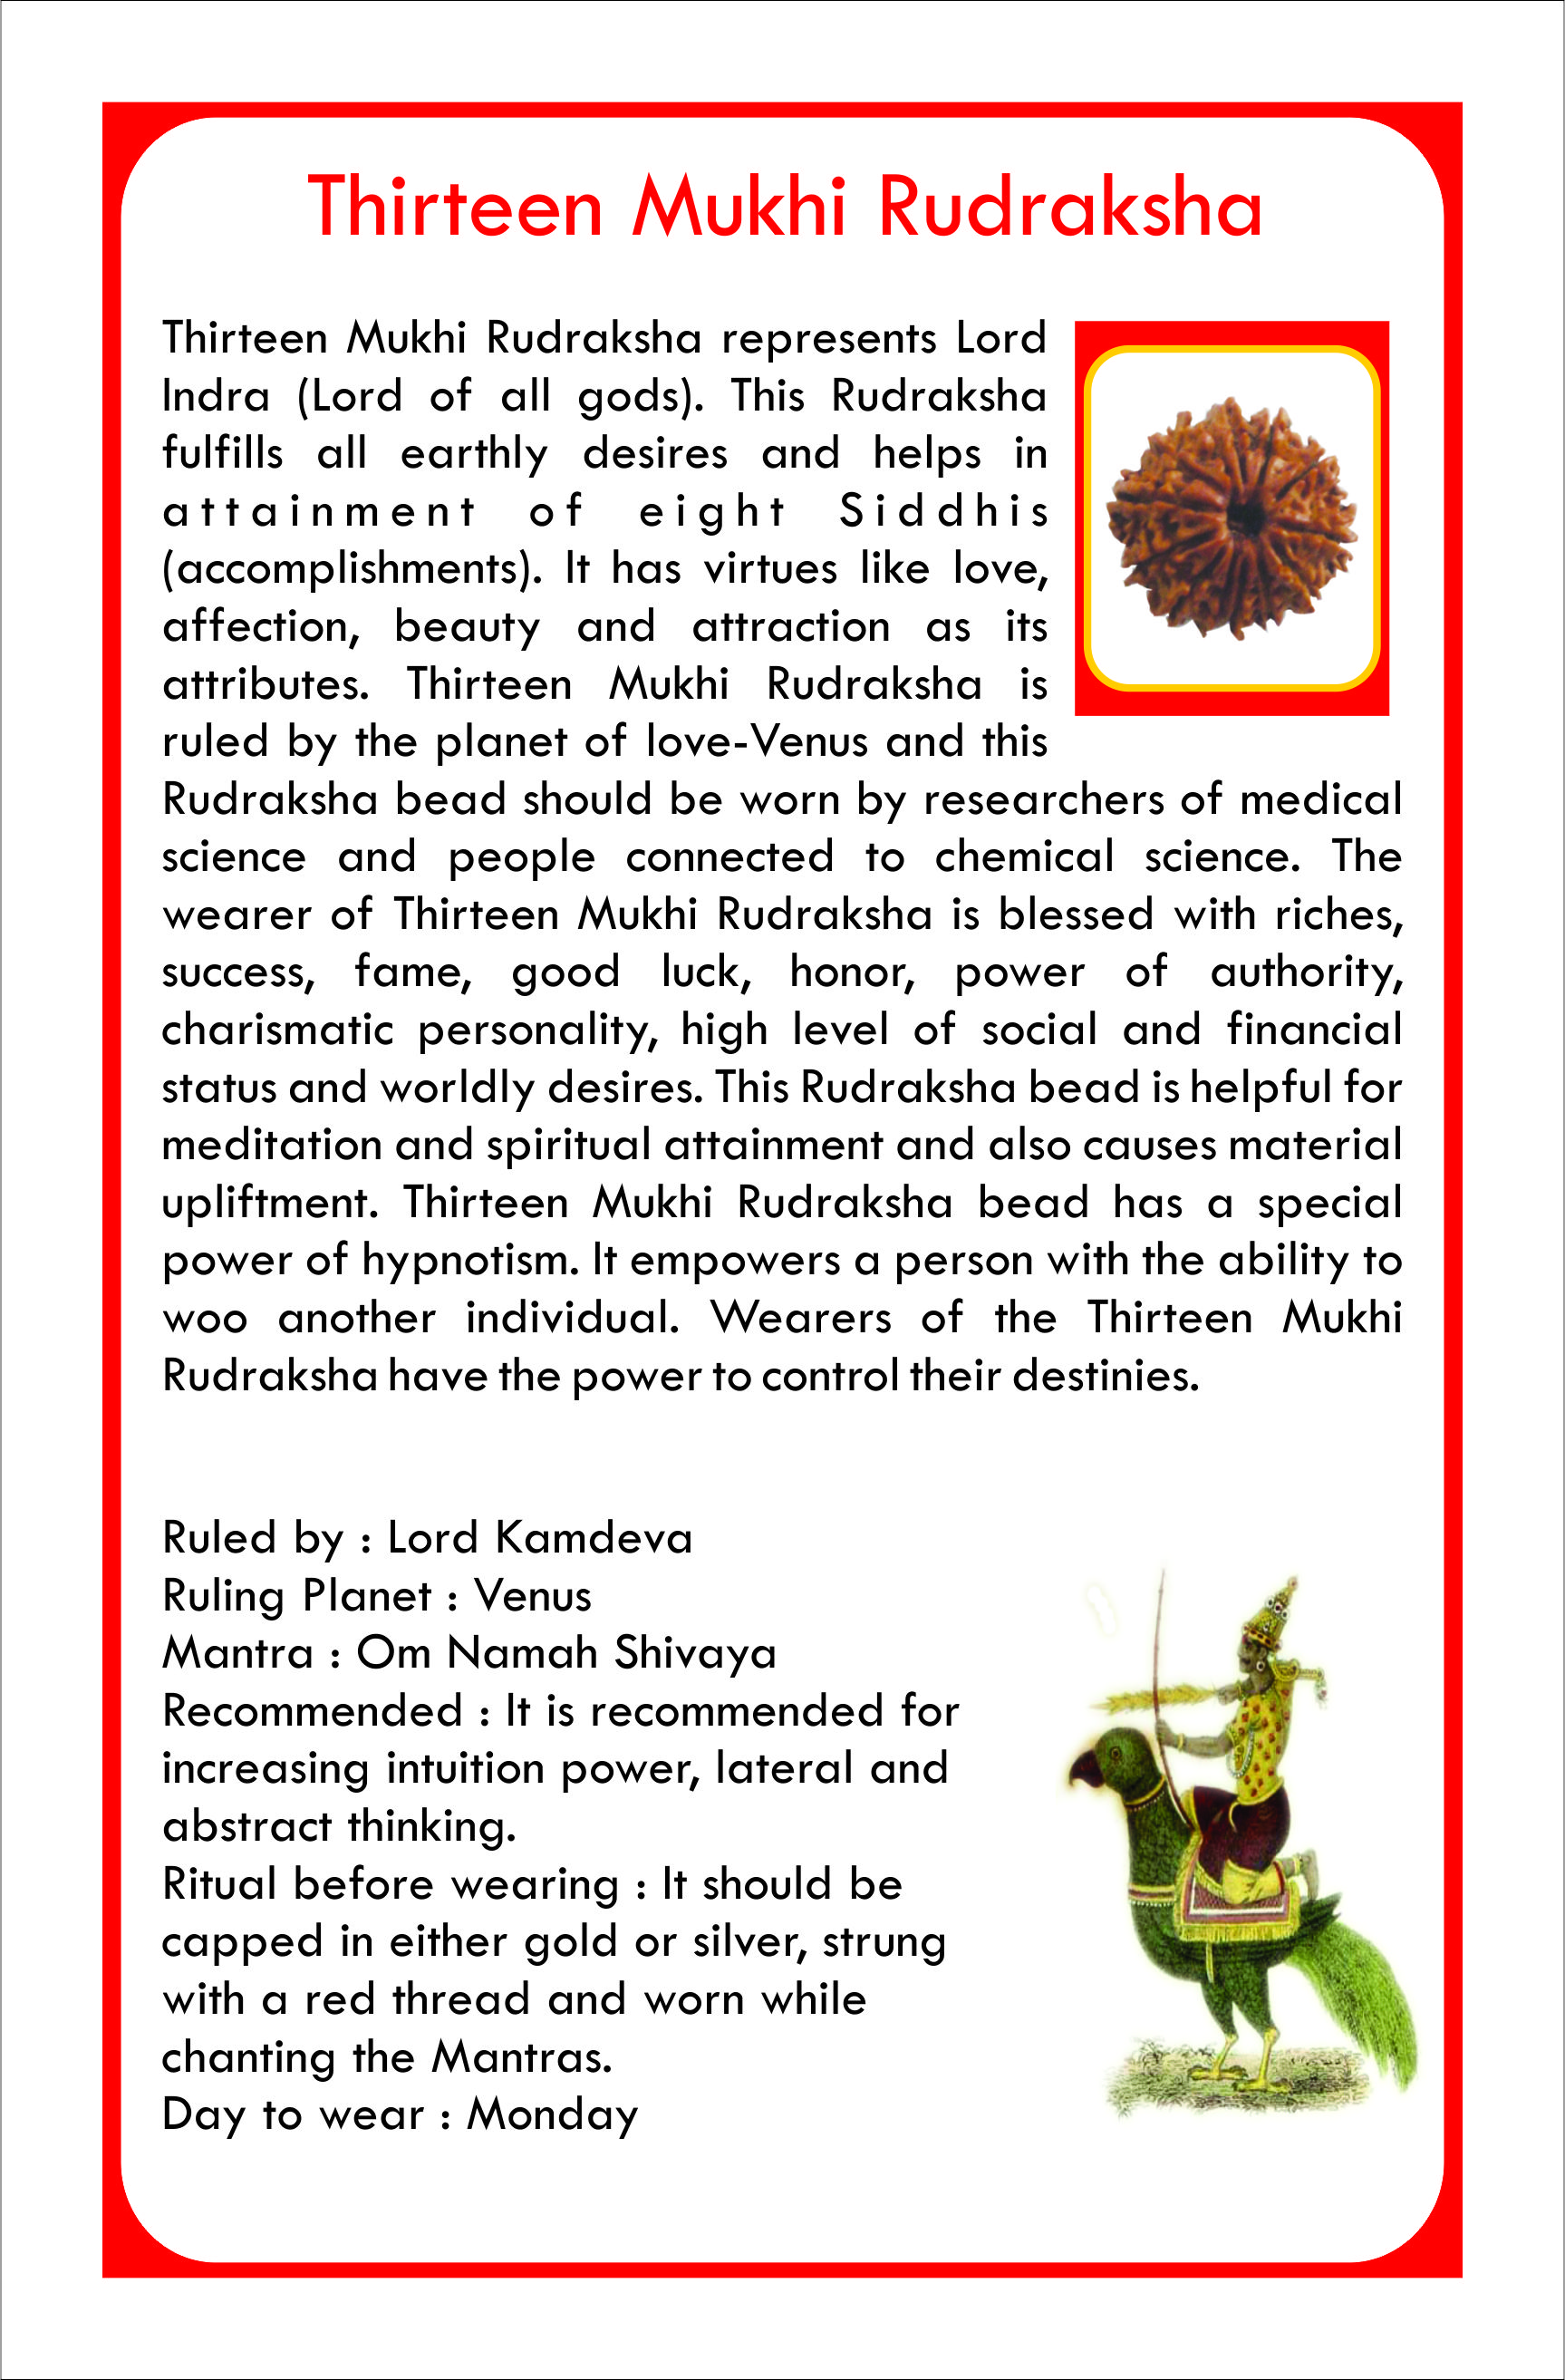 Thirteen Mukhi Rudraksha
Thirteen Mukhi Rudraksha represents Lord
Indra (Lord of all gods). This Rudraksha
fulfills all earthly desires and helps in
attainment of eight Siddhis
(accomplishments). It has virtues like love,
affection, beauty and attraction as its
attributes. Thirteen Mukhi Rudraksha is
ruled by the planet of love-Venus and this
Rudraksha bead should be worn by researchers of medical
science and people connected to chemical science. The
wearer of Thirteen Mukhi Rudraksha is blessed with riches,
success, fame, good luck, honor, power of authority,
charismatic personality, high level of social and financial
status and worldly desires. This Rudraksha bead is helpful for
meditation and spiritual attainment and also causes material
upliftment. Thirteen Mukhi Rudraksha bead has a special
power of hypnotism. It empowers a person with the ability to
woo another individual. Wearers of the Thirteen Mukhi
Rudraksha have the power to control their destinies.
Ruled by : Lord Kamdeva
Ruling Planet : Venus
Mantra : Om Namah Shivaya
Recommended : It is recommended for
increasing intuition power, lateral and
abstract thinking.
Ritual before wearing : It should be
capped in either gold or silver, strung
with a red thread and worn while
chanting the Mantras.
Day to wear : Monday